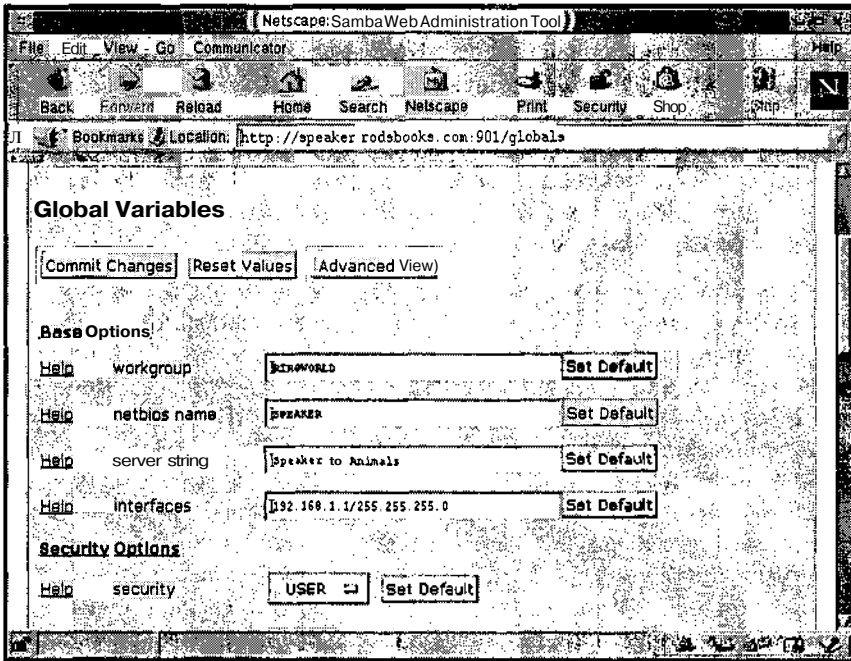 Netscape: Samba Web Administration Tool
File Edit View Go Communicator Help
Back Forward Reload Home Search Netscape Print Security Shop Stop
Bookmarks Location: http://speaker rodsbooks.com:901/globals
Global Variables
Commit Changes Reset Values Advanced View
Base Options
Help workgroup RINGWORLD Set Default
Help netbios name SPEAKER Set Default
Help server string Speaker to Animals Set Default
Help interfaces 192.168.1.1/255.255.255.0 Set Default
Security Options
Help security USER Set Default